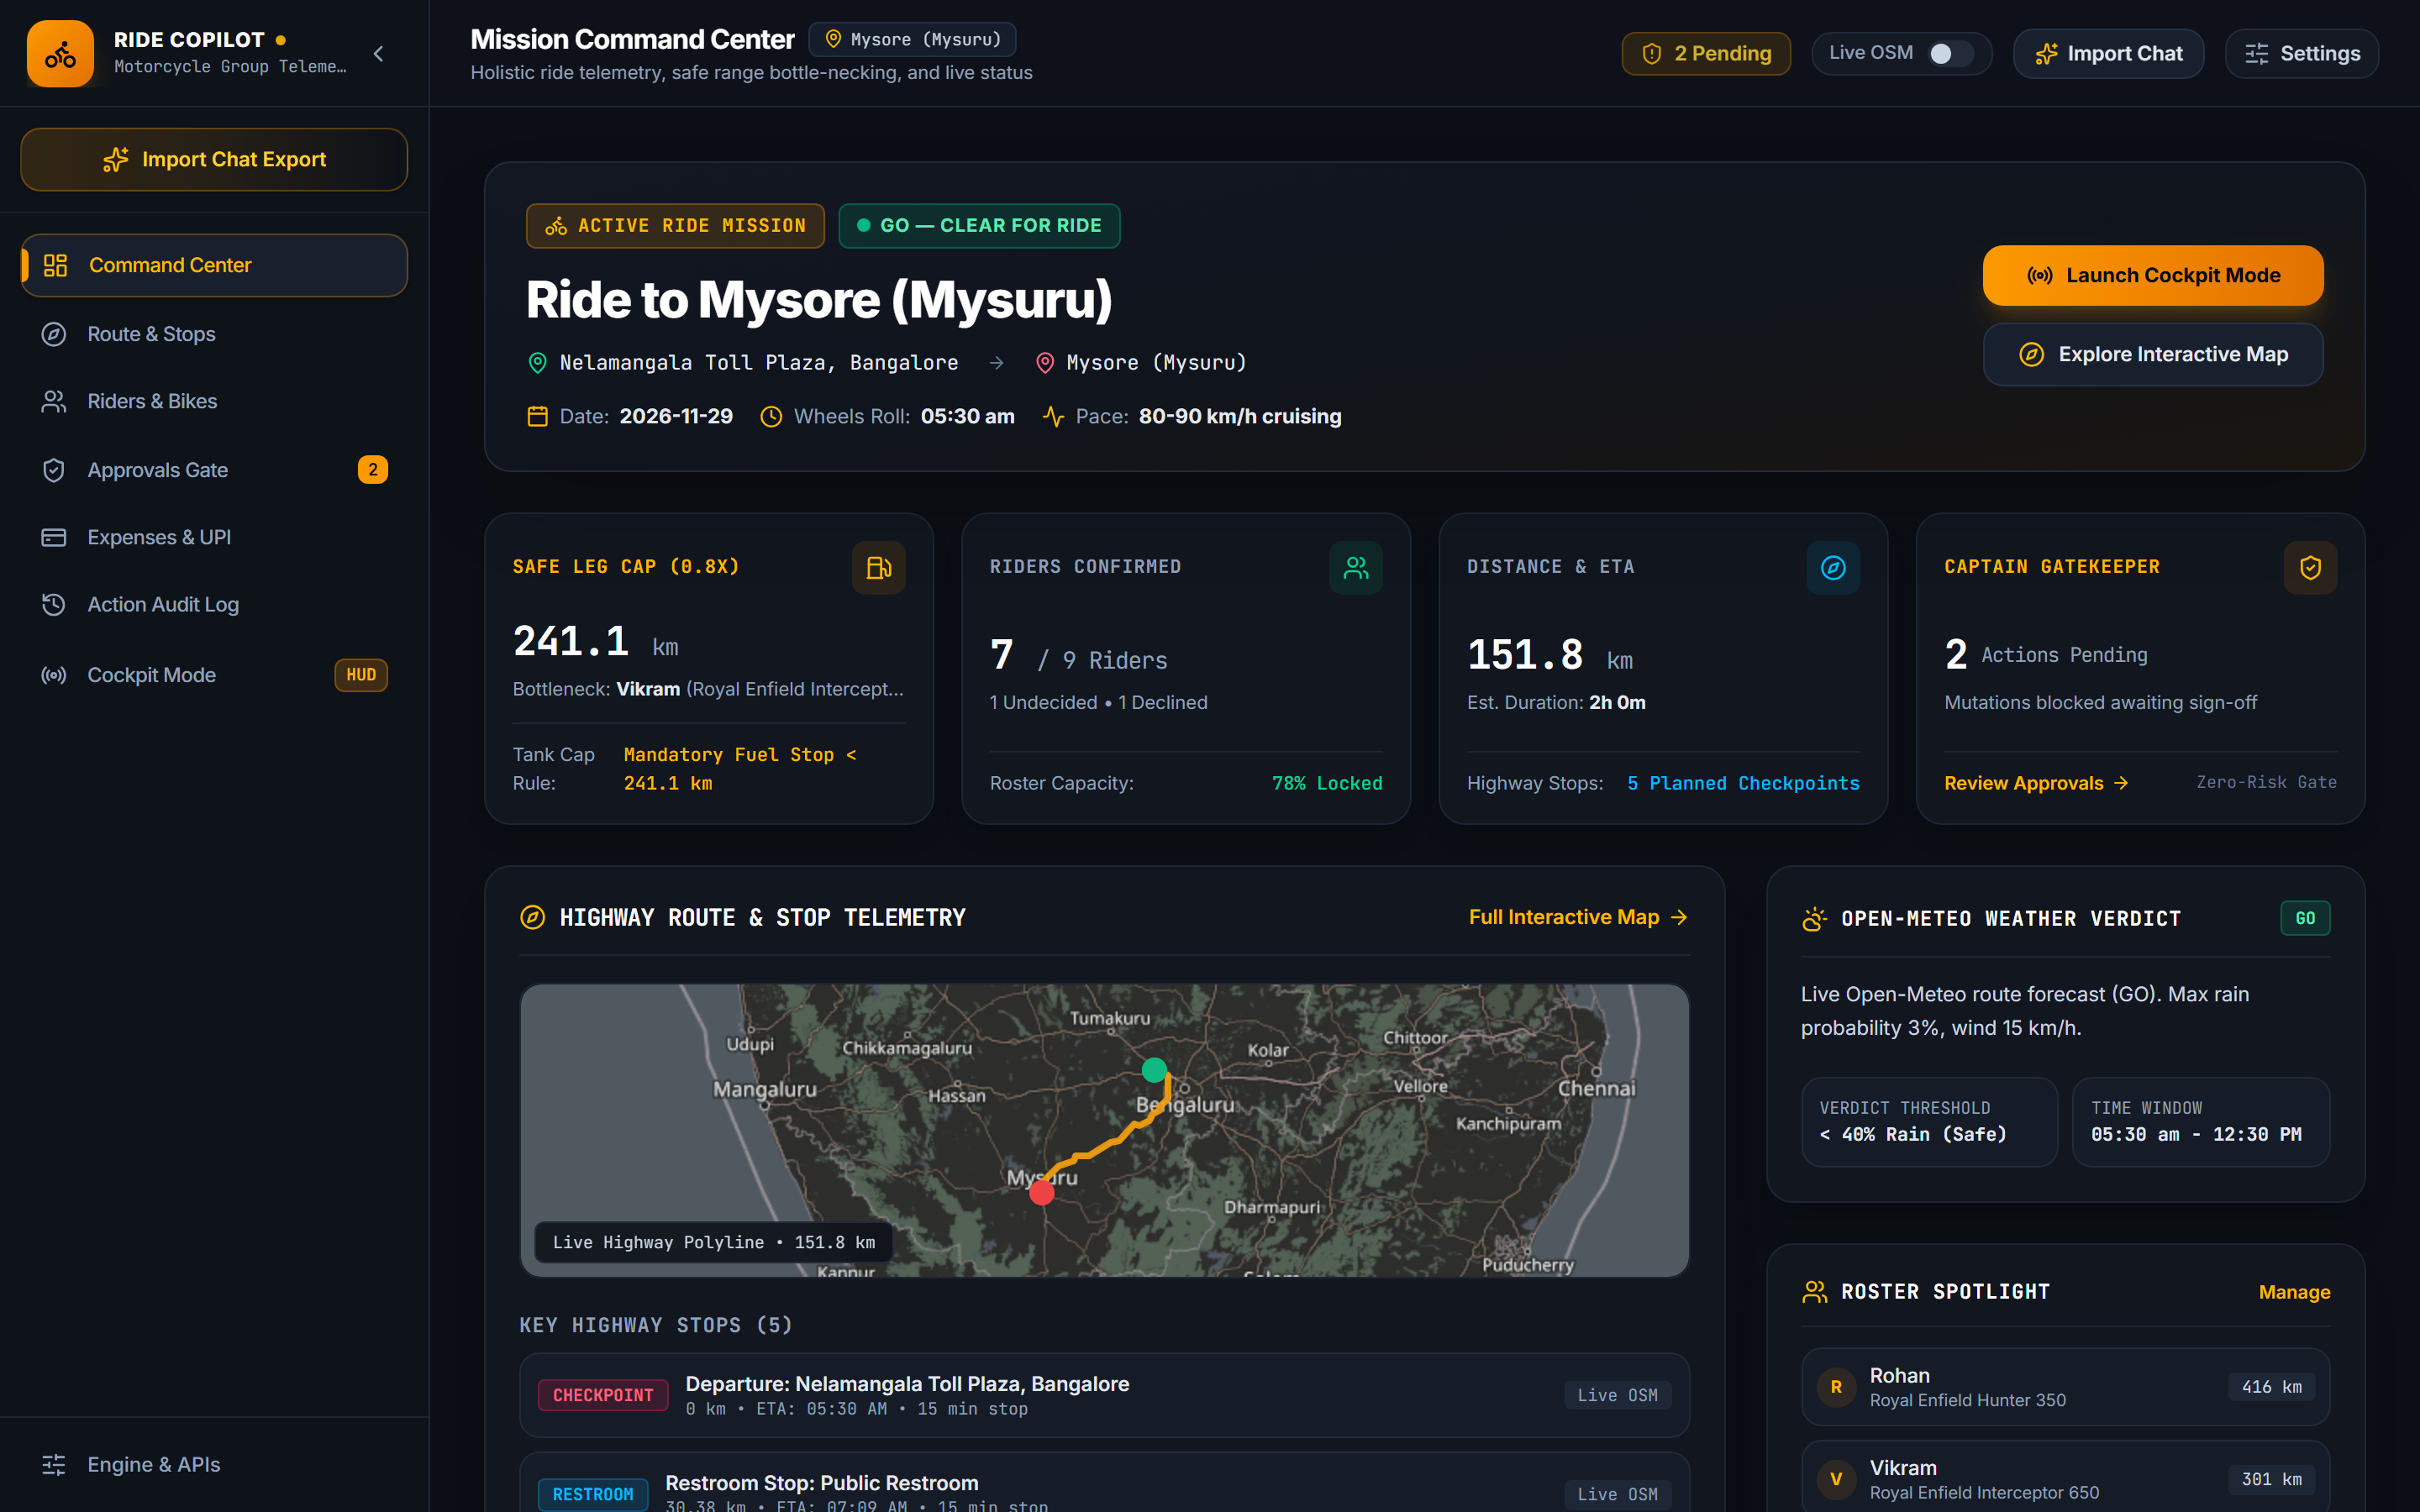 RIDE COPILOT
Motorcycle Group Teleme…
Import Chat Export
Command Center
Route & Stops
Riders & Bikes
Approvals Gate
2
Expenses & UPI
Action Audit Log
Cockpit Mode
HUD
Engine & APIs
Mission Command Center
Mysore (Mysuru)
Holistic ride telemetry, safe range bottle-necking, and live status
2 Pending
Live OSM
Import Chat
Settings
ACTIVE RIDE MISSION
GO — CLEAR FOR RIDE
Ride to Mysore (Mysuru)
Nelamangala Toll Plaza, Bangalore → Mysore (Mysuru)
Date: 2026-11-29 Wheels Roll: 05:30 am Pace: 80-90 km/h cruising
Launch Cockpit Mode
Explore Interactive Map
SAFE LEG CAP (0.8X)
241.1 km
Bottleneck: Vikram (Royal Enfield Intercept…
Tank Cap Rule:
Mandatory Fuel Stop < 241.1 km
RIDERS CONFIRMED
7 / 9 Riders
1 Undecided • 1 Declined
Roster Capacity: 78% Locked
DISTANCE & ETA
151.8 km
Est. Duration: 2h 0m
Highway Stops: 5 Planned Checkpoints
CAPTAIN GATEKEEPER
2 Actions Pending
Mutations blocked awaiting sign-off
Review Approvals → Zero-Risk Gate
HIGHWAY ROUTE & STOP TELEMETRY
Full Interactive Map →
Tumakuru
Udupi
Chikkamagaluru
Kolar
Chittoor
Mangaluru
Hassan
Bengaluru
Vellore
Chennai
Kanchipuram
Mysuru
Dharmapuri
Live Highway Polyline • 151.8 km
Puducherry
Kannur
Salem
KEY HIGHWAY STOPS (5)
CHECKPOINT
Departure: Nelamangala Toll Plaza, Bangalore
0 km • ETA: 05:30 AM • 15 min stop
Live OSM
RESTROOM
Restroom Stop: Public Restroom
30.38 km • ETA: 07:09 AM • 15 min stop
Live OSM
OPEN-METEO WEATHER VERDICT
GO
Live Open-Meteo route forecast (GO). Max rain
probability 3%, wind 15 km/h.
VERDICT THRESHOLD
< 40% Rain (Safe)
TIME WINDOW
05:30 am - 12:30 PM
ROSTER SPOTLIGHT
Manage
R
Rohan
Royal Enfield Hunter 350
416 km
V
Vikram
Royal Enfield Interceptor 650
301 km